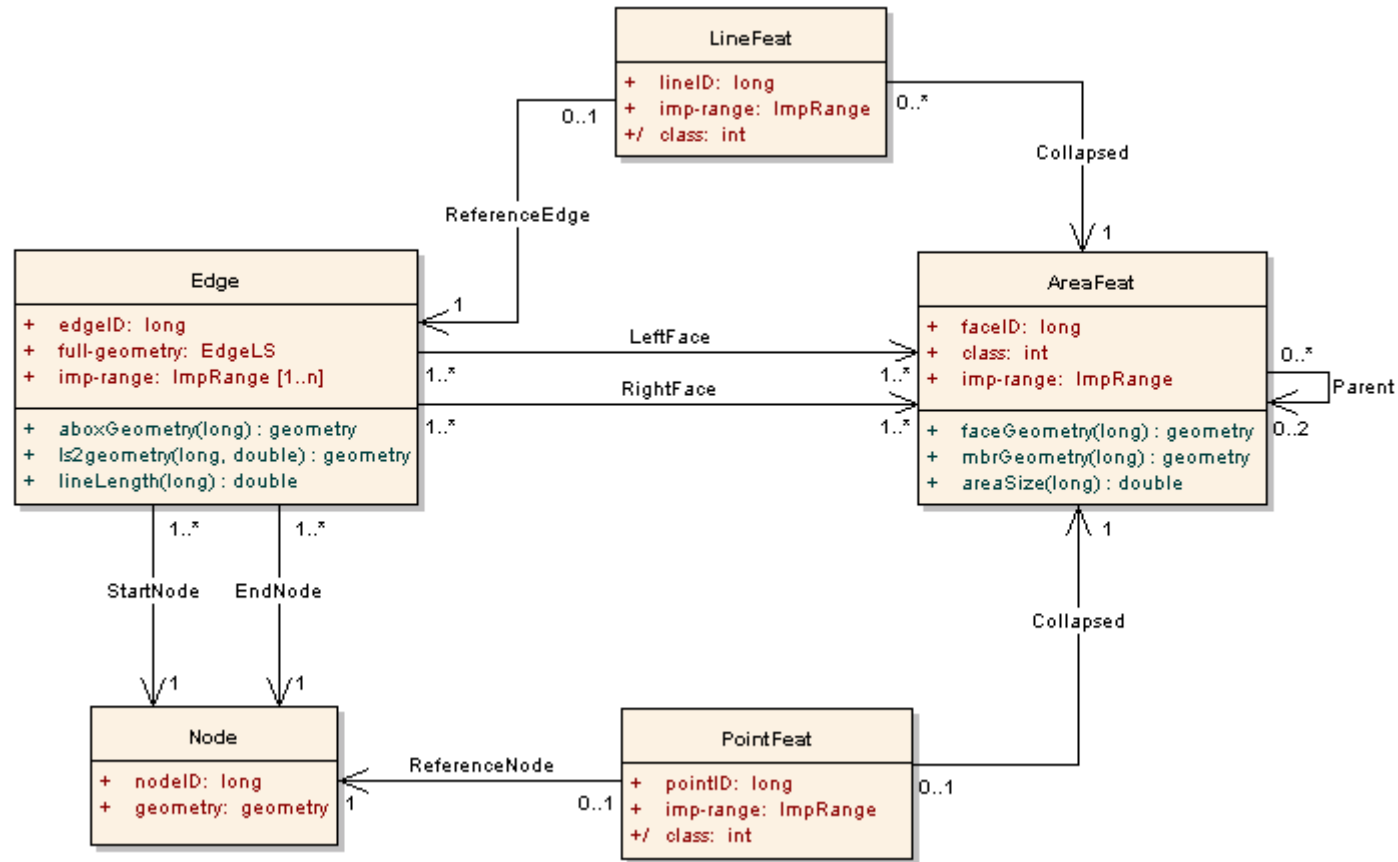 LineFeat
+ lineID: long
+ imp-range: ImpRange
+/ class: int
0..1
0..*
Collapsed
1
ReferenceEdge
1
Edge
+ edgeID: long
+ full-geometry: EdgeLS
+ imp-range: ImpRange [1..n]
+ aboxGeometry(long) : geometry
+ ls2geometry(long, double) : geometry
+ lineLength(long) : double
LeftFace
1..*
1..*
RightFace
1..*
1..*
AreaFeat
+ faceID: long
+ class: int
+ imp-range: ImpRange
+ faceGeometry(long) : geometry
+ mbrGeometry(long) : geometry
+ areaSize(long) : double
0..*
Parent
0..2
1..*
1..*
StartNode
EndNode
1
1
1
Collapsed
Node
+ nodeID: long
+ geometry: geometry
ReferenceNode
1
0..1
PointFeat
+ pointID: long
+ imp-range: ImpRange
+/ class: int
0..1